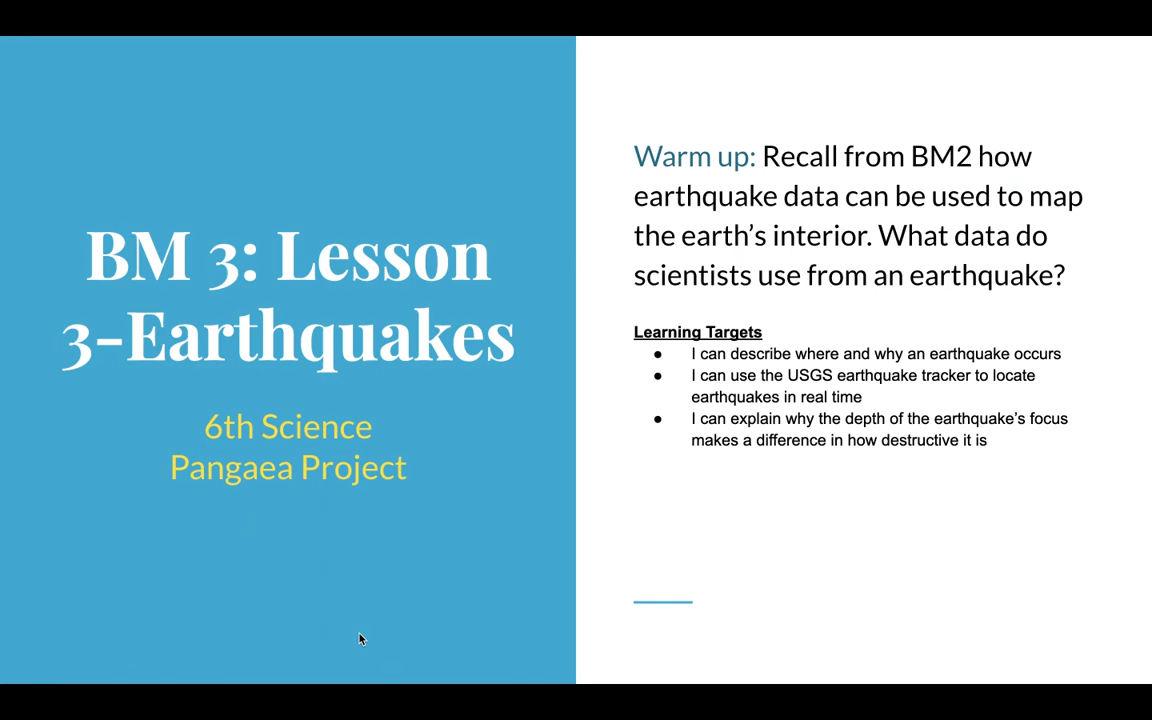 BM 3: Lesson
3-Earthquakes
6th Science
Pangaea Project
Warm up: Recall from BM2 how
earthquake data can be used to map
the earth’s interior. What data do
scientists use from an earthquake?
Learning Targets
● I can describe where and why an earthquake occurs
● I can use the USGS earthquake tracker to locate
earthquakes in real time
● I can explain why the depth of the earthquake’s focus
makes a difference in how destructive it is